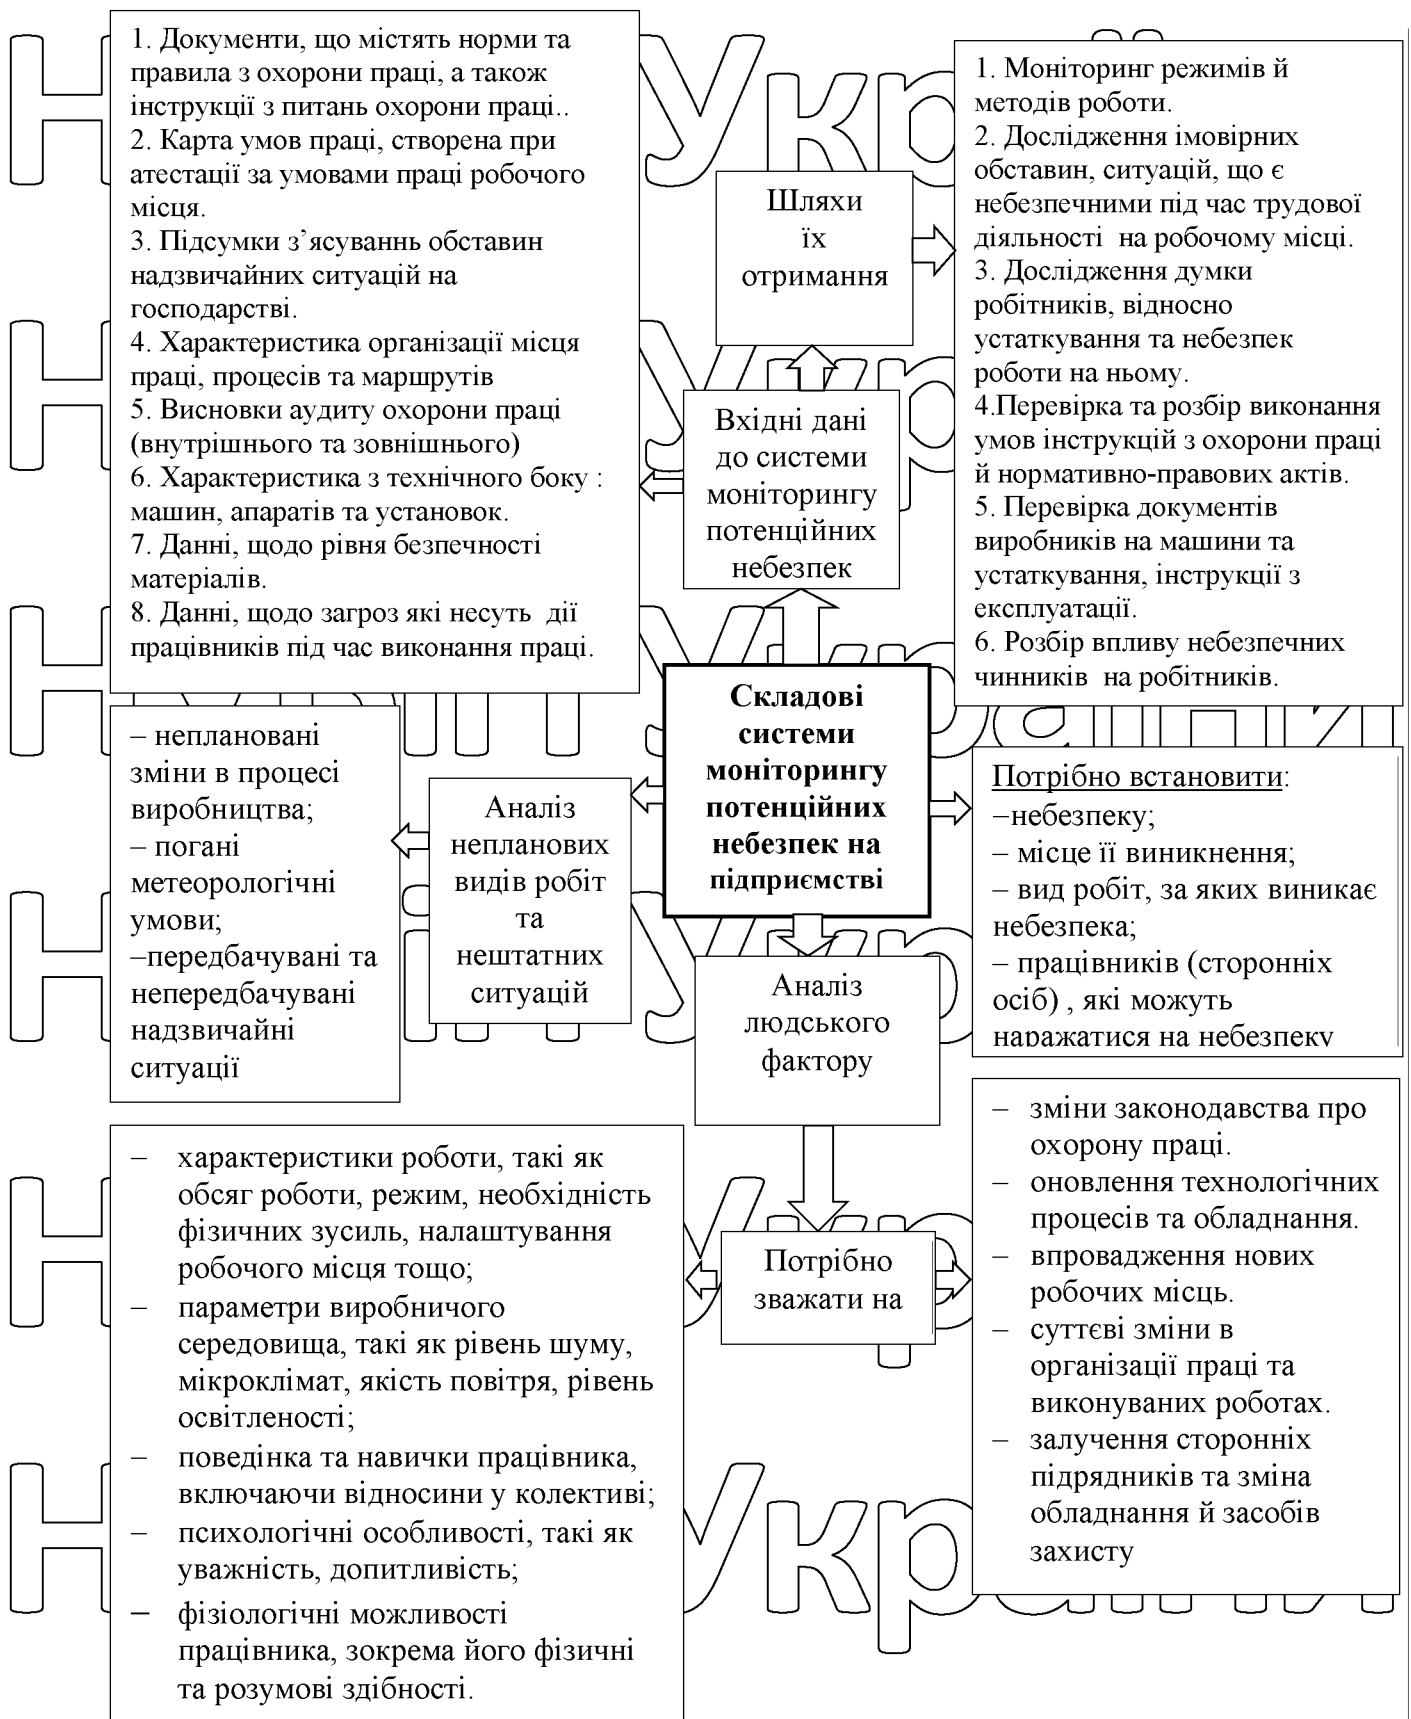 1. Документи, що містять норми та
правила з охорони праці, а також
інструкції з питань охорони праці..
2. Карта умов праці, створена при
атестації за умовами праці робочого
місця.
3. Підсумки з’ясуваннь обставин
надзвичайних ситуацій на
господарстві.
4. Характеристика організації місця
праці, процесів та маршрутів
5. Висновки аудиту охорони праці
(внутрішнього та зовнішнього)
6. Характеристика з технічного боку :
машин, апаратів та установок.
7. Данні, щодо рівня безпечності
матеріалів.
8. Данні, щодо загроз які несуть дії
працівників під час виконання праці.
Шляхи
їх
отримання
1. Моніторинг режимів й
методів роботи.
2. Дослідження імовірних
обставин, ситуацій, що є
небезпечними під час трудової
діяльності на робочому місці.
3. Дослідження думки
робітників, відносно
устаткування та небезпек
роботи на ньому.
4.Перевірка та розбір виконання
умов інструкцій з охорони праці
й нормативно-правових актів.
5. Перевірка документів
виробників на машини та
устаткування, інструкції з
експлуатації.
6. Розбір впливу небезпечних
чинників на робітників.
Вхідні дані
до системи
моніторингу
потенційних
небезпек
Складові
системи
моніторингу
потенційних
небезпек на
підприємстві
– неплановані
зміни в процесі
виробництва;
– погані
метеорологічні
умови;
–передбачувані та
непередбачувані
надзвичайні
ситуації
Аналіз
непланових
видів робіт
та
нештатних
ситуацій
Потрібно встановити:
–небезпеку;
– місце її виникнення;
– вид робіт, за яких виникає
небезпека;
– працівників (сторонніх
осіб) , які можуть
наражатися на небезпеку
Аналіз
людського
фактору
– характеристики роботи, такі як
обсяг роботи, режим, необхідність
фізичних зусиль, налаштування
робочого місця тощо;
– параметри виробничого
середовища, такі як рівень шуму,
мікроклімат, якість повітря, рівень
освітленості;
– поведінка та навички працівника,
включаючи відносини у колективі;
– психологічні особливості, такі як
уважність, допитливість;
– фізіологічні можливості
працівника, зокрема його фізичні
та розумові здібності.
Потрібно
зважати на
– зміни законодавства про
охорону праці.
– оновлення технологічних
процесів та обладнання.
– впровадження нових
робочих місць.
– суттєві зміни в
організації праці та
виконуваних роботах.
– залучення сторонніх
підрядників та зміна
обладнання й засобів
захисту